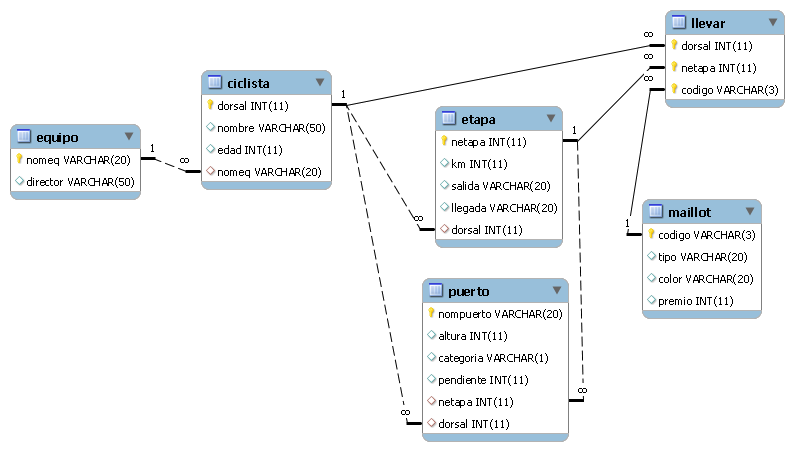 equipo
nomeq VARCHAR(20)
director VARCHAR(50)
1
∞
ciclista
dorsal INT(11)
nombre VARCHAR(50)
edad INT(11)
nomeq VARCHAR(20)
1
∞
∞
∞
etapa
netapa INT(11)
km INT(11)
salida VARCHAR(20)
llegada VARCHAR(20)
dorsal INT(11)
1
∞
∞
puerto
nompuerto VARCHAR(20)
altura INT(11)
categoria VARCHAR(1)
pendiente INT(11)
netapa INT(11)
dorsal INT(11)
llevar
dorsal INT(11)
netapa INT(11)
codigo VARCHAR(3)
∞
1
maillot
codigo VARCHAR(3)
tipo VARCHAR(20)
color VARCHAR(20)
premio INT(11)